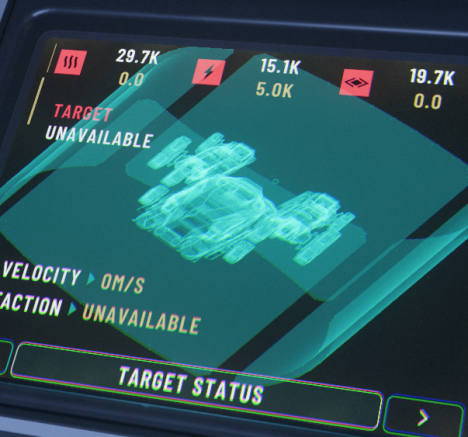 29.7K 15.1K 19.7K
0.0 5.0K 0.0
TARGET
UNAVAILABLE
VELOCITY 0M/S
FACTION UNAVAILABLE
TARGET STATUS